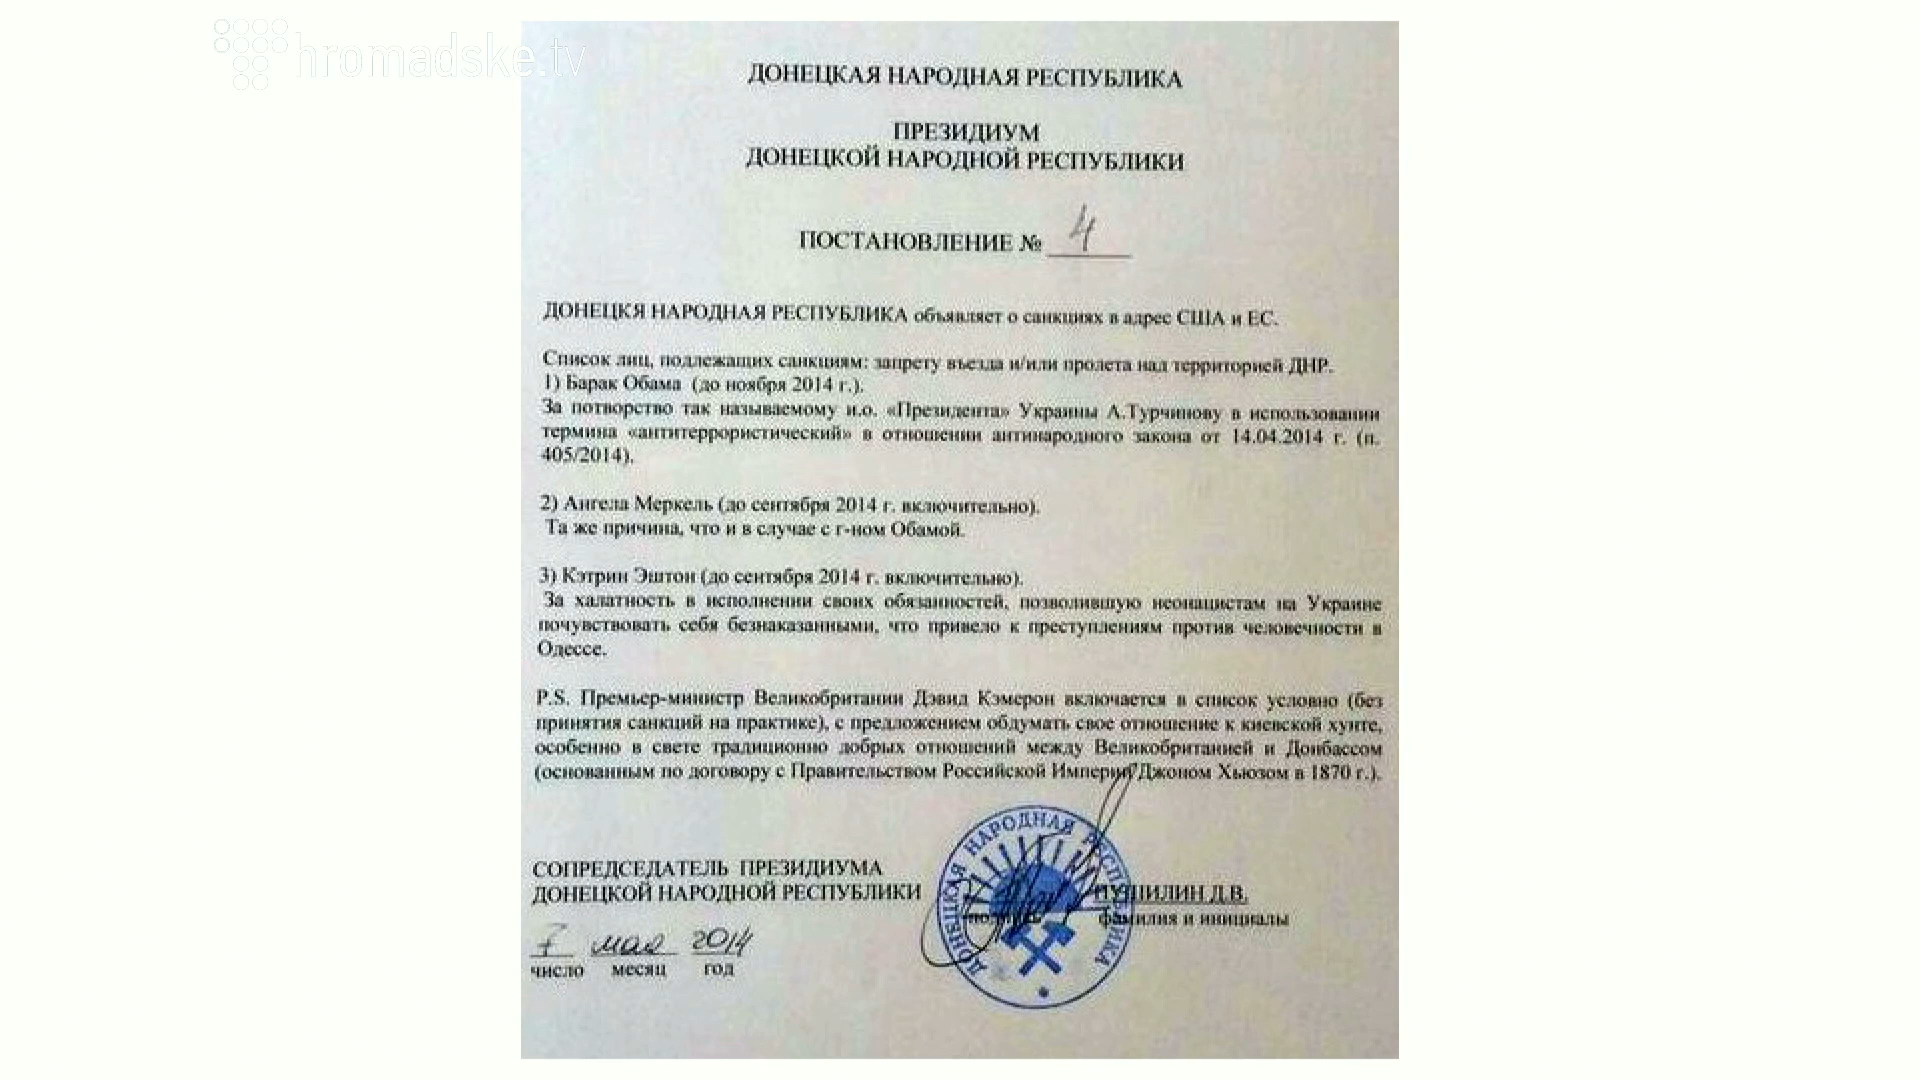 hromadske.tv
ДОНЕЦКАЯ НАРОДНАЯ РЕСПУБЛИКА
ПРЕЗИДИУМ
ДОНЕЦКОЙ НАРОДНОЙ РЕСПУБЛИКИ
ПОСТАНОВЛЕНИЕ № 4
ДОНЕЦКЯ НАРОДНАЯ РЕСПУБЛИКА объявляет о санкциях в адрес США и ЕС.
Список лиц, подлежащих санкциям: запрету въезда и/или пролета над территорией ДНР.
1) Барак Обама (до ноября 2014 г.).
За потворство так называемому и.о. «Президента» Украины А.Турчинову в использовании
термина «антитеррористический» в отношении антинародного закона от 14.04.2014 г. (п.
405/2014).
2) Ангела Меркель (до сентября 2014 г. включительно).
Та же причина, что и в случае с г-ном Обамой.
3) Кэтрин Эштон (до сентября 2014 г. включительно).
За халатность в исполнении своих обязанностей, позволившую неонацистам на Украине
почувствовать себя безнаказанными, что привело к преступлениям против человечности в
Одессе.
P.S. Премьер-министр Великобритании Дэвид Кэмерон включается в список условно (без
принятия санкций на практике), с предложением обдумать свое отношение к киевской хунте,
особенно в свете традиционно добрых отношений между Великобританией и Донбассом
(основанным по договору с Правительством Российской Империи Джоном Хьюзом в 1870 г.).
СОПРЕДСЕДАТЕЛЬ ПРЕЗИДИУМА
ДОНЕЦКОЙ НАРОДНОЙ РЕСПУБЛИКИ ПУШИЛИН Д.В.
подпись фамилия и инициалы
7 мая 2014
число месяц год
ДОНЕЦКАЯ НАРОДНАЯ РЕСПУБЛИКА